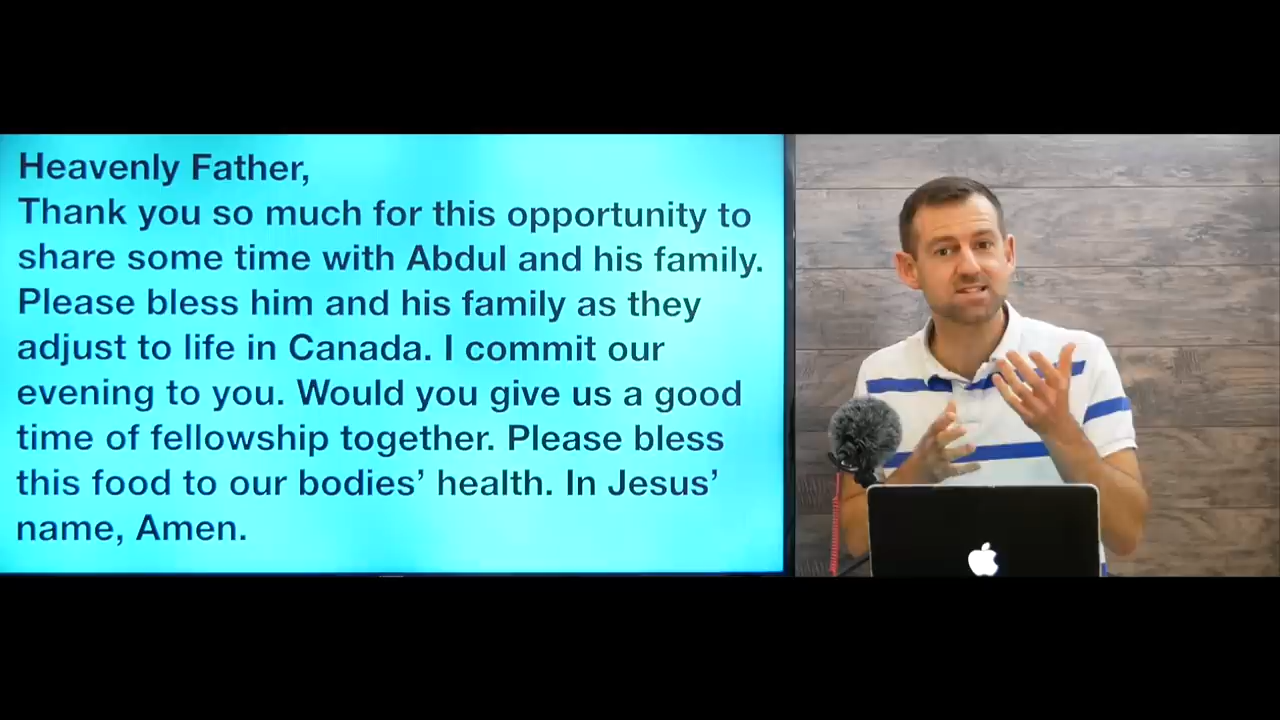 Heavenly Father,
Thank you so much for this opportunity to
share some time with Abdul and his family.
Please bless him and his family as they
adjust to life in Canada. I commit our
evening to you. Would you give us a good
time of fellowship together. Please bless
this food to our bodies’ health. In Jesus’
name, Amen.